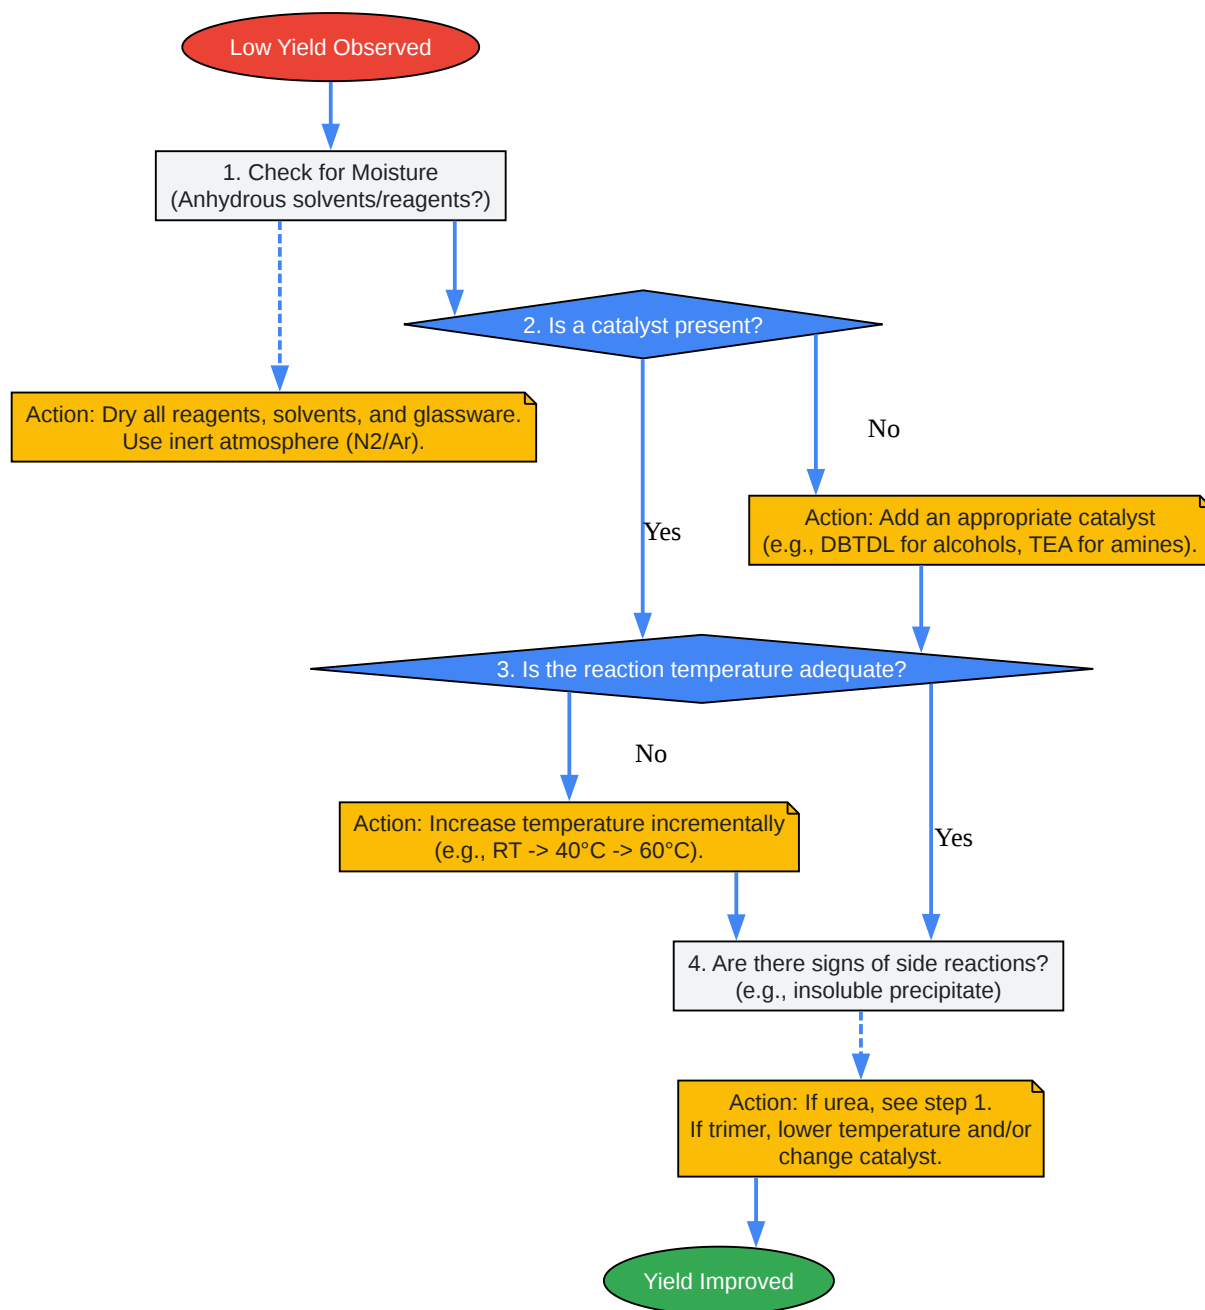 Low Yield Observed
1. Check for Moisture
(Anhydrous solvents/reagents?)
2. Is a catalyst present?
Action: Dry all reagents, solvents, and glassware.
Use inert atmosphere (N2/Ar).
No
Yes
Action: Add an appropriate catalyst
(e.g., DBTDL for alcohols, TEA for amines).
3. Is the reaction temperature adequate?
No
Action: Increase temperature incrementally
(e.g., RT -> 40°C -> 60°C).
Yes
4. Are there signs of side reactions?
(e.g., insoluble precipitate)
Action: If urea, see step 1.
If trimer, lower temperature and/or
change catalyst.
Yield Improved